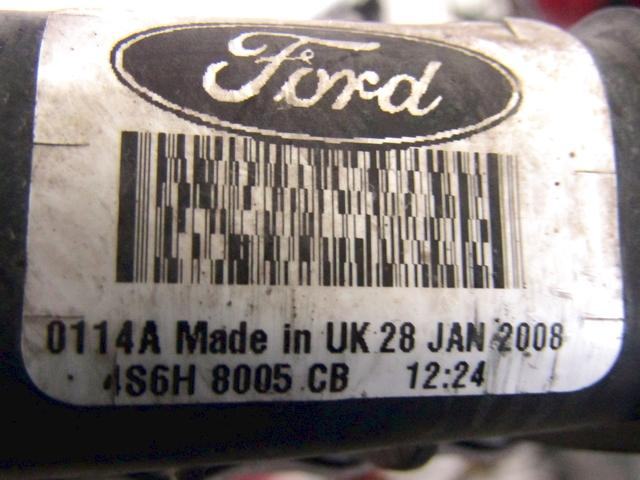 Ford
0114A Made in UK 28 JAN 2008
4S6H 8005 CB 12:24